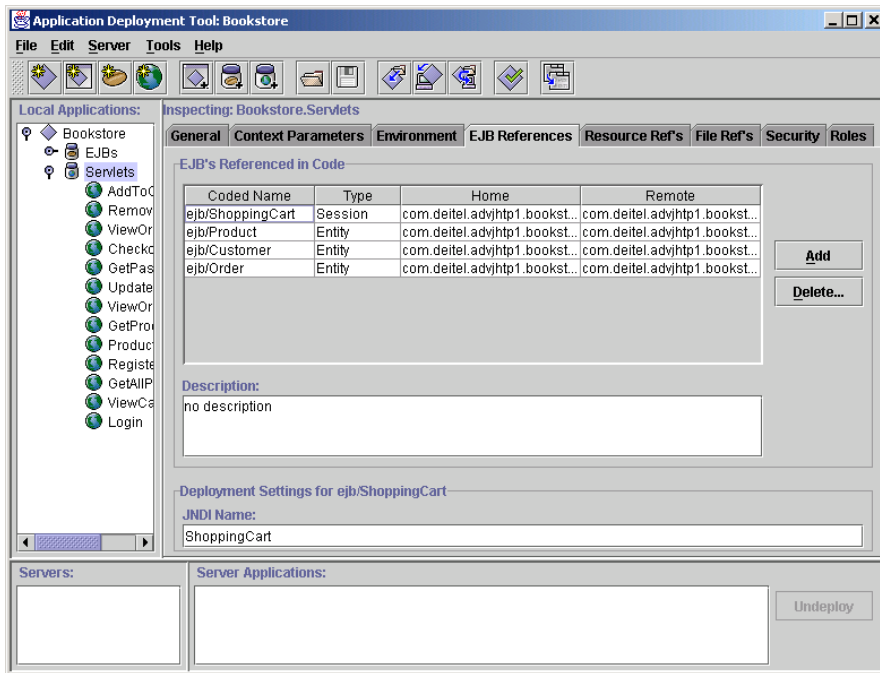 Application Deployment Tool: Bookstore
File Edit Server Tools Help
Local Applications:
Inspecting: Bookstore.Servlets
Bookstore
EJBs
Servlets
AddToC
Remov
ViewOr
Checkc
GetPas
Update
ViewOr
GetPro
Produc
Registe
GetAllP
ViewCa
Login
General Context Parameters Environment EJB References Resource Ref's File Ref's Security Roles
EJB's Referenced in Code
Coded Name Type Home Remote
ejb/ShoppingCart Session com.deitel.advjhtp1.bookst... com.deitel.advjhtp1.bookst...
ejb/Product Entity com.deitel.advjhtp1.bookst... com.deitel.advjhtp1.bookst...
ejb/Customer Entity com.deitel.advjhtp1.bookst... com.deitel.advjhtp1.bookst...
ejb/Order Entity com.deitel.advjhtp1.bookst... com.deitel.advjhtp1.bookst...
Add
Delete...
Description:
no description
Deployment Settings for ejb/ShoppingCart
JNDI Name:
ShoppingCart
Servers:
Server Applications:
Undeploy